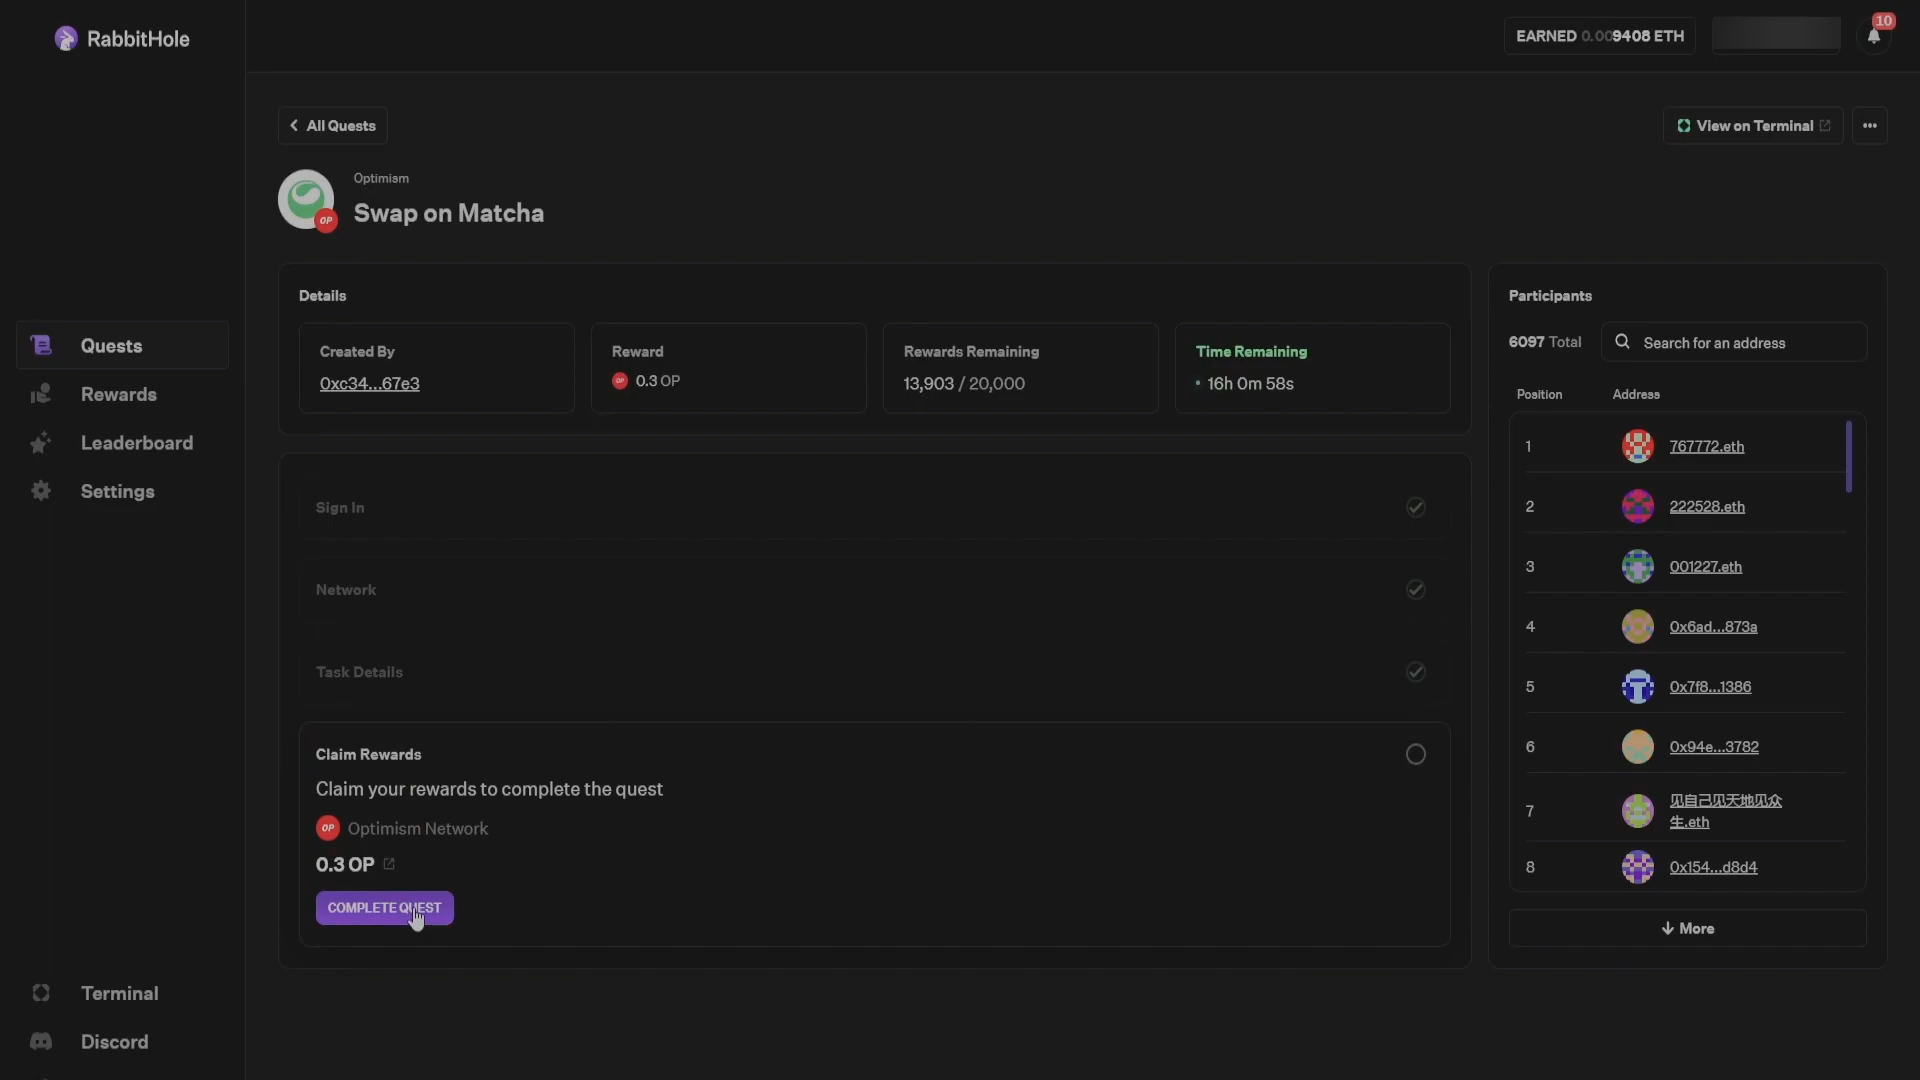 RabbitHole
EARNED 0.009408 ETH
10
All Quests
View on Terminal
Optimism
OP
Swap on Matcha
Details
Created By
0xc34...67e3
Reward
OP 0.3 OP
Rewards Remaining
13,903 / 20,000
Time Remaining
• 16h 0m 58s
Participants
6097 Total
Search for an address
Position Address
1 767772.eth
2 222528.eth
3 001227.eth
4 0x6ad...873a
5 0x7f8...1386
6 0x94e...3782
7 见自己见天地见众
生.eth
8 0x154...d8d4
More
Quests
Rewards
Leaderboard
Settings
Sign In
Network
Task Details
Claim Rewards
Claim your rewards to complete the quest
OP Optimism Network
0.3 OP
COMPLETE QUEST
Terminal
Discord